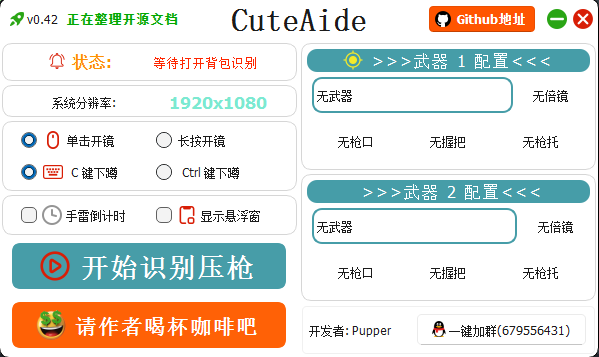 v0.42 正在整理开源文档
CuteAide
Github地址
状态: 等待打开背包识别
系统分辨率: 1920x1080
单击开镜 长按开镜
C 键下蹲 Ctrl 键下蹲
手雷倒计时 显示悬浮窗
开始识别压枪
请作者喝杯咖啡吧
>>>武器 1 配置<<<
无武器 无倍镜
无枪口 无握把 无枪托
>>>武器 2 配置<<<
无武器 无倍镜
无枪口 无握把 无枪托
开发者: Pupper 一键加群(679556431)